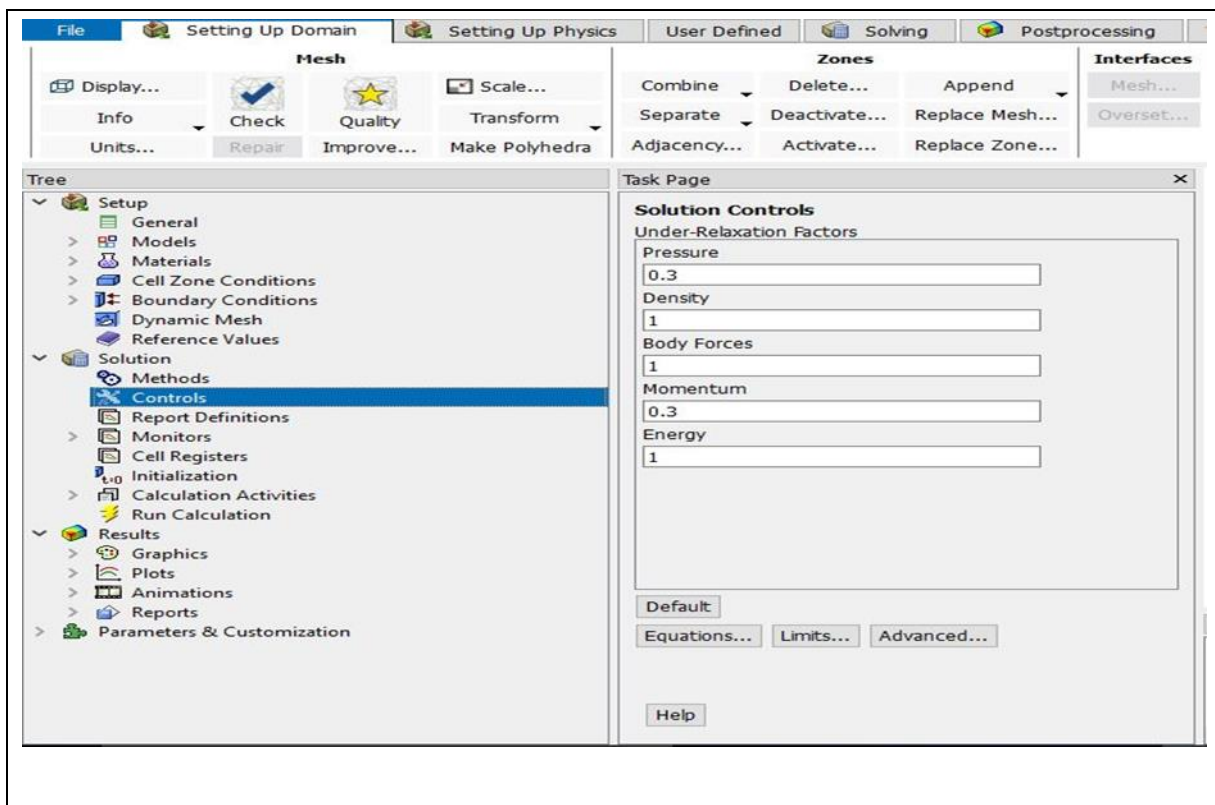 File Setting Up Domain Setting Up Physics User Defined Solving Postprocessing
Mesh Zones Interfaces
Display... Scale... Combine Delete... Append Mesh...
Info Check Quality Transform Separate Deactivate... Replace Mesh... Overset...
Units... Repair Improve... Make Polyhedra Adjacency... Activate... Replace Zone...
Tree
Setup
General
Models
Materials
Cell Zone Conditions
Boundary Conditions
Dynamic Mesh
Reference Values
Solution
Methods
Controls
Report Definitions
Monitors
Cell Registers
t=0 Initialization
Calculation Activities
Run Calculation
Results
Graphics
Plots
Animations
Reports
Parameters & Customization
Task Page
Solution Controls
Under-Relaxation Factors
Pressure
0.3
Density
1
Body Forces
1
Momentum
0.3
Energy
1
Default
Equations... Limits... Advanced...
Help